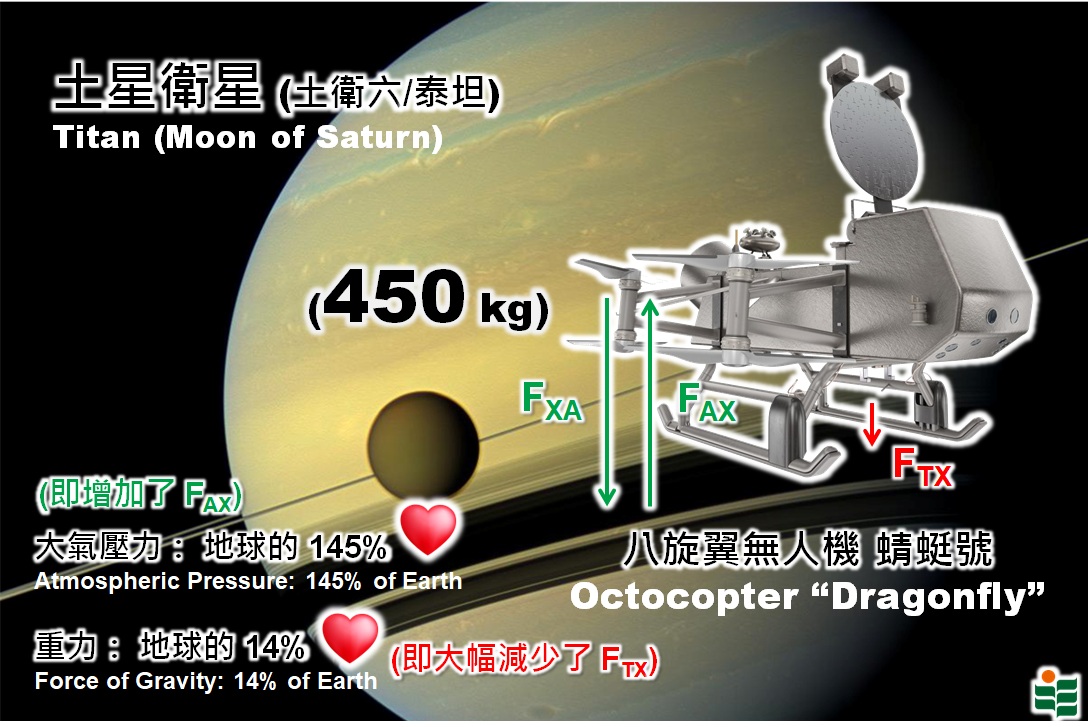 土星衛星 (土衛六/泰坦)
Titan (Moon of Saturn)
(450 kg)
FXA
FAX
FTX
(即增加了 FAX)
大氣壓力： 地球的 145%
Atmospheric Pressure: 145% of Earth
重力： 地球的 14%
(即大幅減少了 FTX)
Force of Gravity: 14% of Earth
八旋翼無人機 蜻蜓號
Octocopter “Dragonfly”